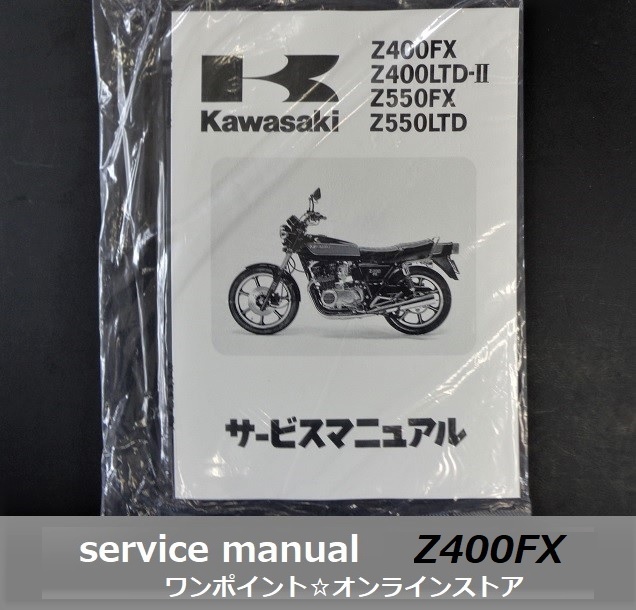 Kawasaki
Z400FX
Z400LTD-II
Z550FX
Z550LTD
サービスマニュアル
service manual Z400FX
ワンポイント☆オンラインストア